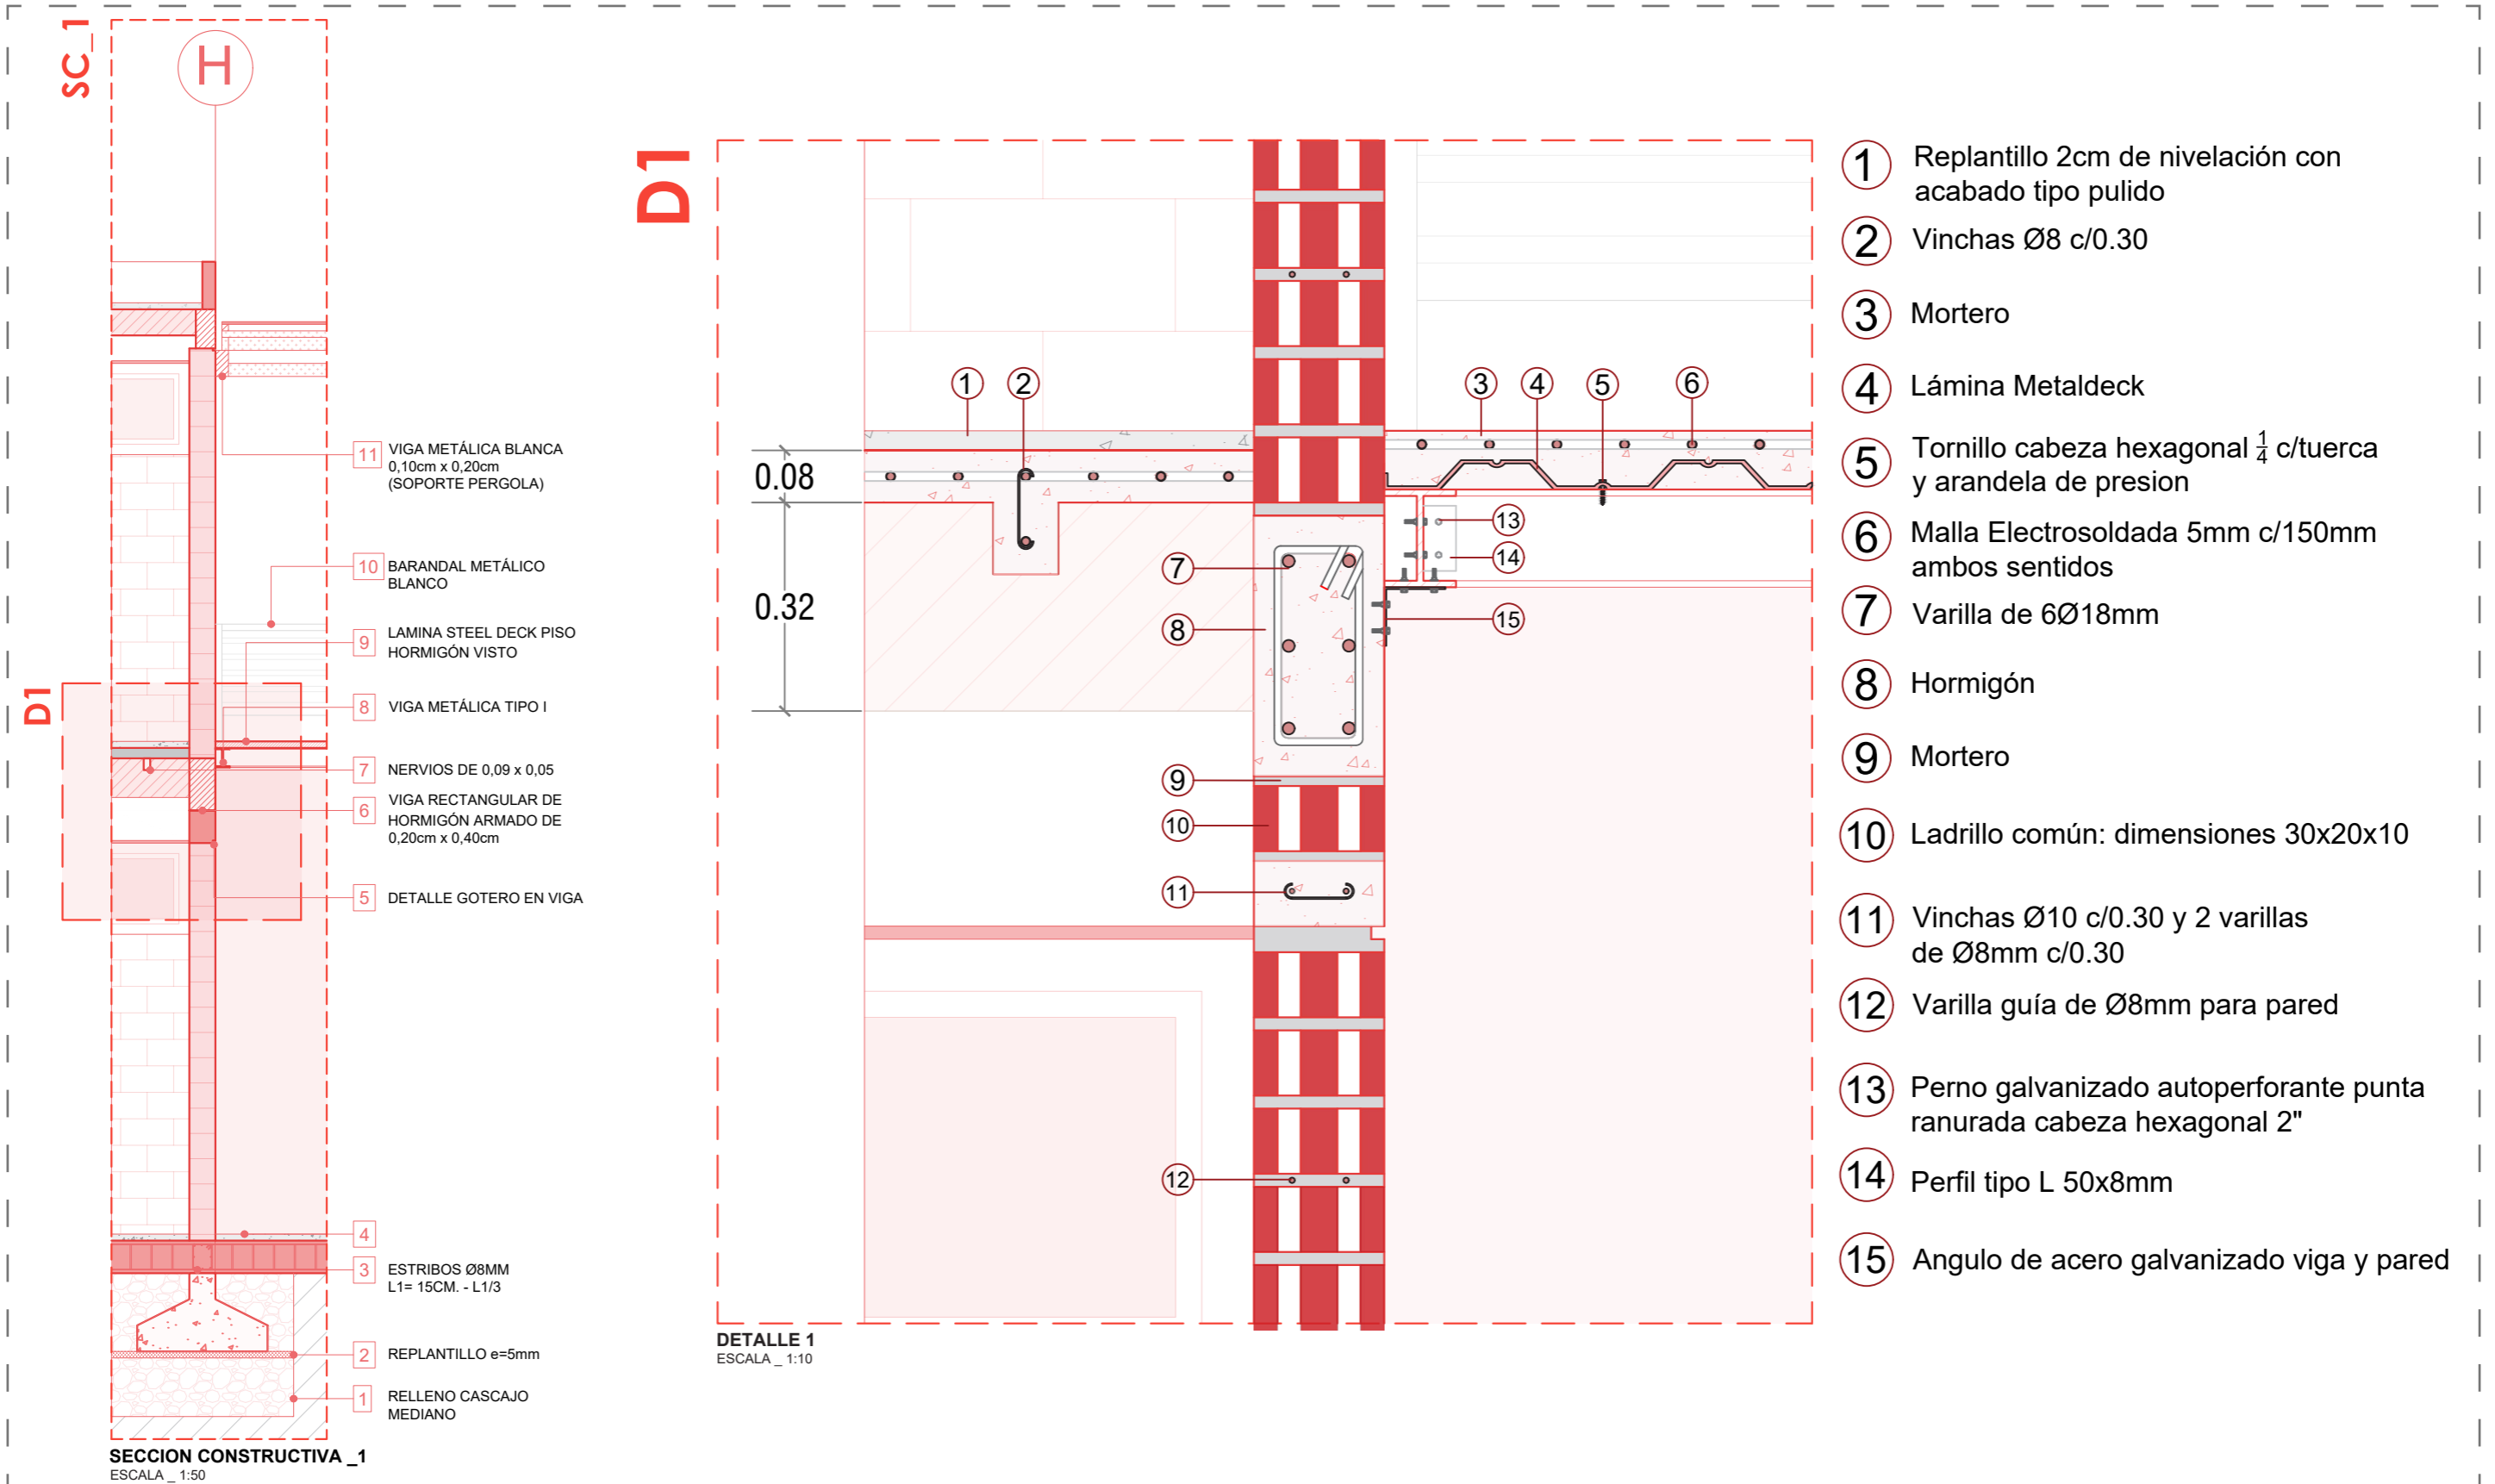 SC_1
H
11 VIGA METÁLICA BLANCA
0,10cm x 0,20cm
(SOPORTE PERGOLA)
10 BARANDAL METÁLICO
BLANCO
9 LAMINA STEEL DECK PISO
HORMIGÓN VISTO
D1
8 VIGA METÁLICA TIPO I
7 NERVIOS DE 0,09 x 0,05
6 VIGA RECTANGULAR DE
HORMIGÓN ARMADO DE
0,20cm x 0,40cm
5 DETALLE GOTERO EN VIGA
4
3 ESTRIBOS Ø8MM
L1= 15CM. - L1/3
2 REPLANTILLO e=5mm
1 RELLENO CASCAJO
MEDIANO
SECCION CONSTRUCTIVA _1
ESCALA _ 1:50
D1
1 2 3 4 5 6
0.08
0.32
13
14
7
8
15
9
10
11
12
DETALLE 1
ESCALA _ 1:10
1 Replantillo 2cm de nivelación con
acabado tipo pulido
2 Vinchas Ø8 c/0.30
3 Mortero
4 Lámina Metaldeck
5 Tornillo cabeza hexagonal 1/4 c/tuerca
y arandela de presion
6 Malla Electrosoldada 5mm c/150mm
ambos sentidos
7 Varilla de 6Ø18mm
8 Hormigón
9 Mortero
10 Ladrillo común: dimensiones 30x20x10
11 Vinchas Ø10 c/0.30 y 2 varillas
de Ø8mm c/0.30
12 Varilla guía de Ø8mm para pared
13 Perno galvanizado autoperforante punta
ranurada cabeza hexagonal 2"
14 Perfil tipo L 50x8mm
15 Angulo de acero galvanizado viga y pared